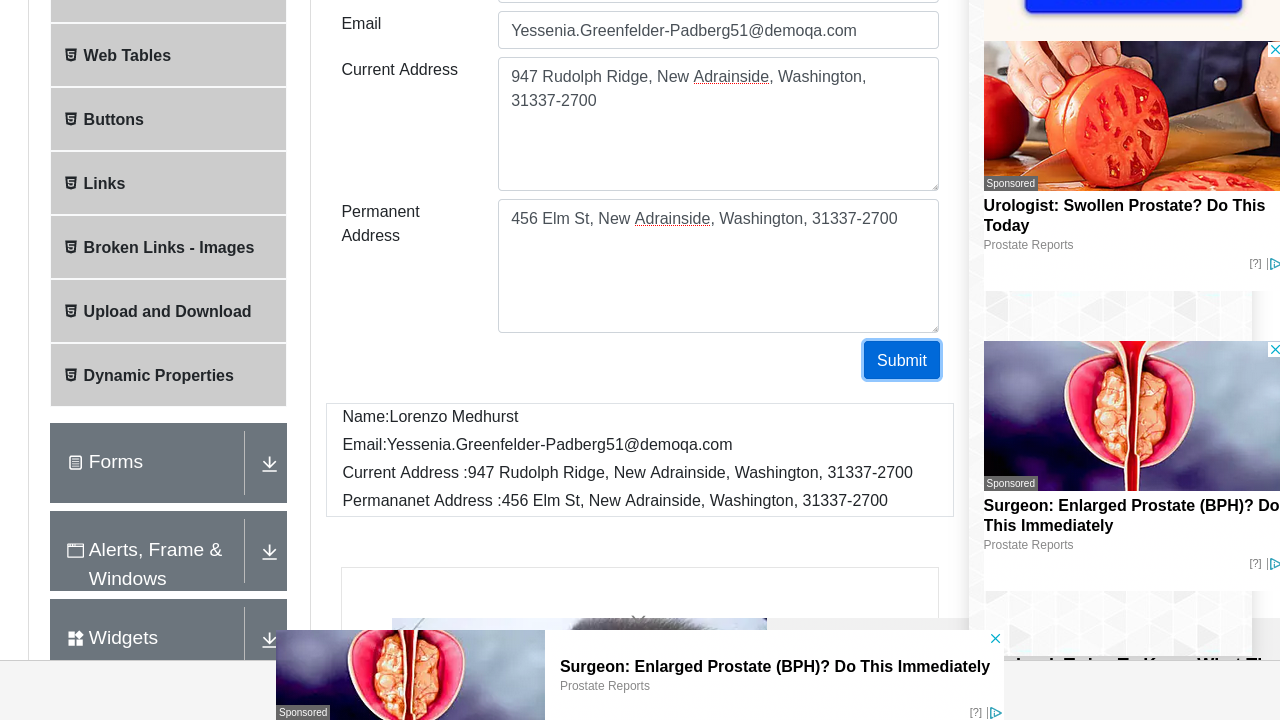 Email
Yessenia.Greenfelder-Padberg51@demoqa.com
Current Address
947 Rudolph Ridge, New Adrainside, Washington,
31337-2700
Permanent
Address
456 Elm St, New Adrainside, Washington, 31337-2700
Submit
Name:Lorenzo Medhurst
Email:Yessenia.Greenfelder-Padberg51@demoqa.com
Current Address :947 Rudolph Ridge, New Adrainside, Washington, 31337-2700
Permananet Address :456 Elm St, New Adrainside, Washington, 31337-2700
Web Tables
Buttons
Links
Broken Links - Images
Upload and Download
Dynamic Properties
Forms
Alerts, Frame &
Windows
Widgets
Sponsored
Urologist: Swollen Prostate? Do This
Today
Prostate Reports
[?]
Sponsored
Surgeon: Enlarged Prostate (BPH)? Do
This Immediately
Prostate Reports
[?]
Sponsored
Surgeon: Enlarged Prostate (BPH)? Do This Immediately
Prostate Reports
[?]